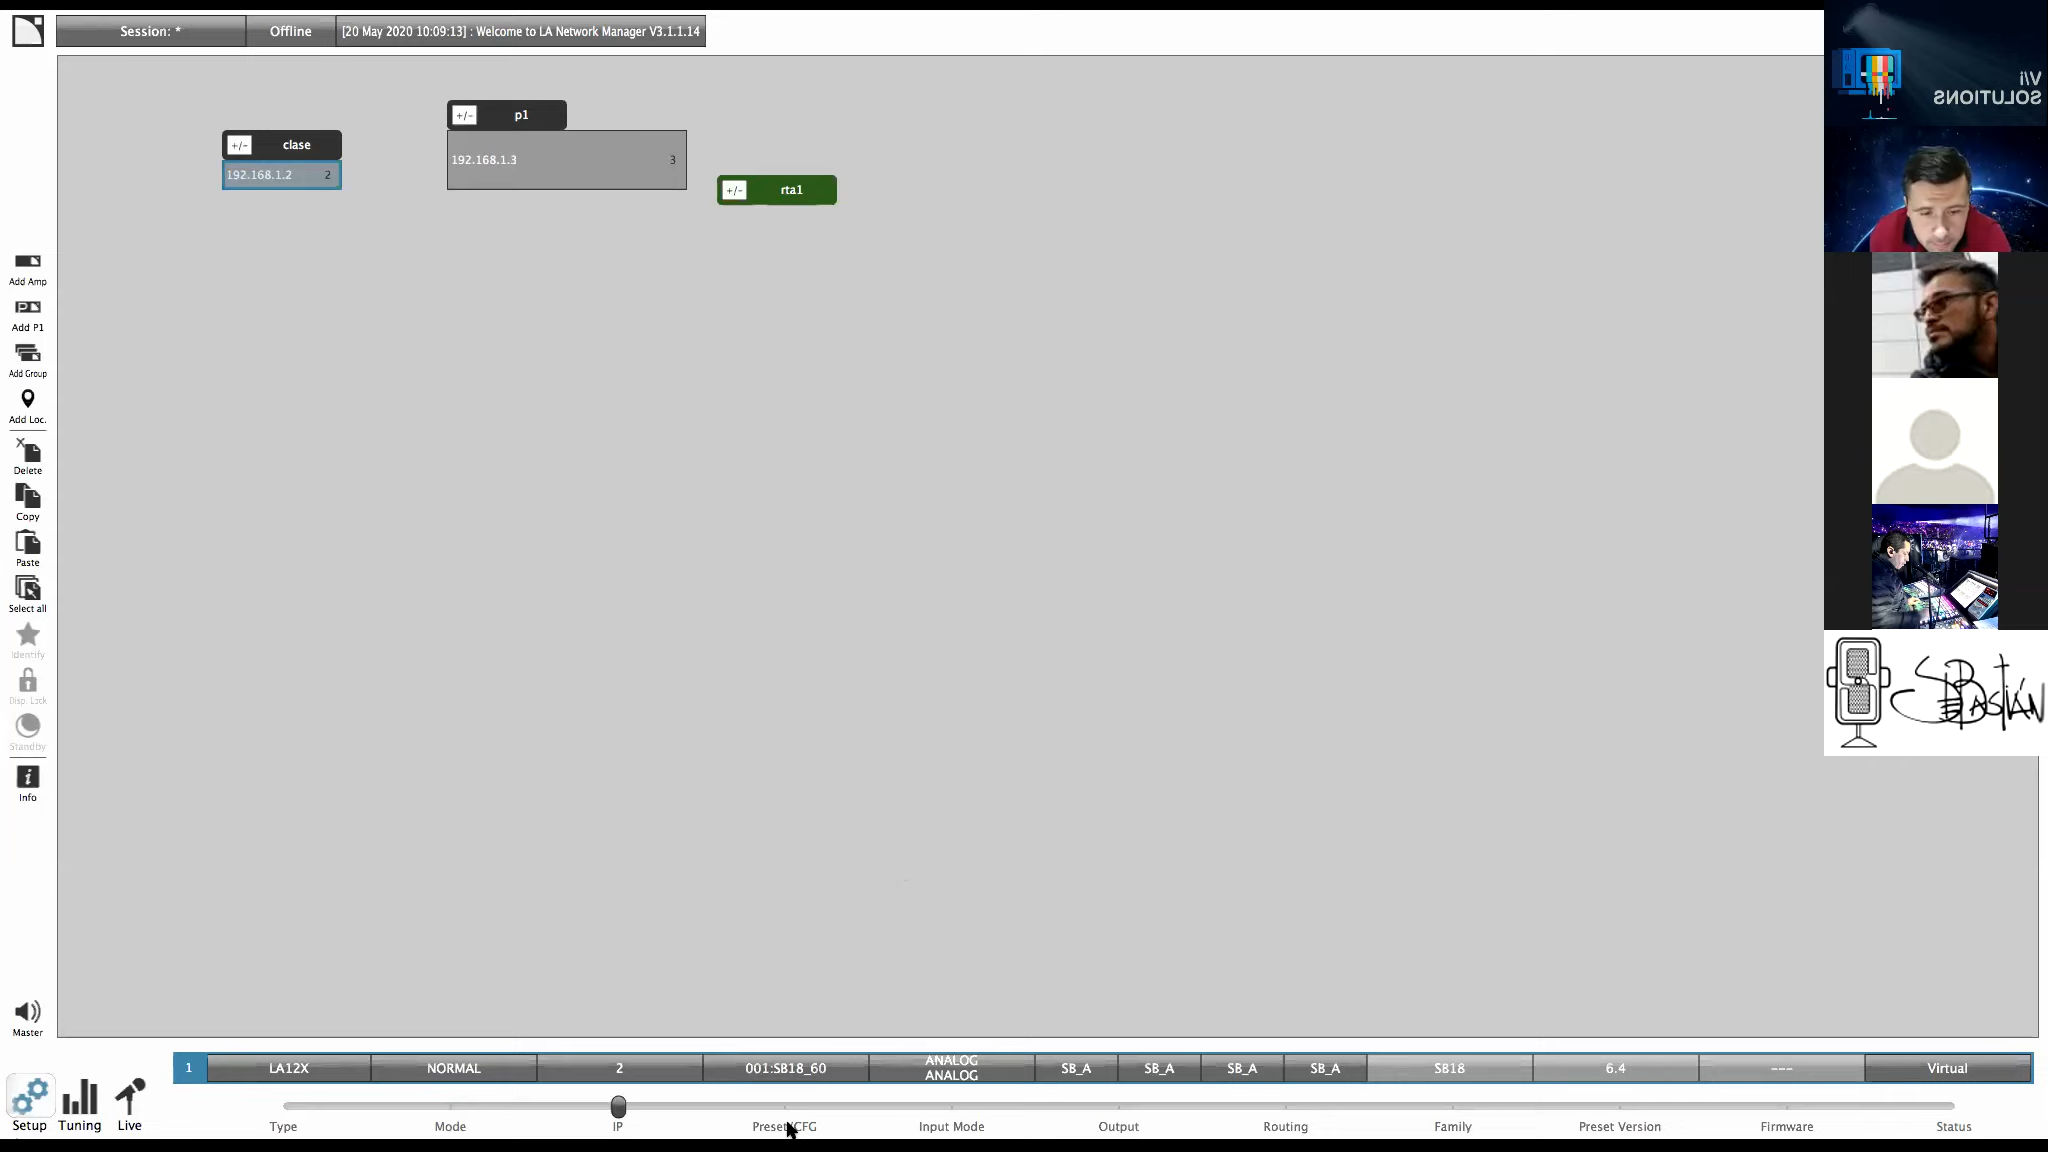 Session: *
Offline
[20 May 2020 10:09:13] : Welcome to LA Network Manager V3.1.1.14
V/i
SOLUTIONS
+/- p1
192.168.1.3 3
+/- clase
192.168.1.2 2
+/- rta1
Add Amp
Add P1
Add Group
Add Loc.
Delete
Copy
Paste
Select all
Identify
Disp. Lock
Standby
Info
Master
SEBASTIÁN
1 LA12X NORMAL 2 001:SB18_60 ANALOG ANALOG SB_A SB_A SB_A SB_A SB18 6.4 --- Virtual
Type Mode IP Preset/CFG Input Mode Output Routing Family Preset Version Firmware Status
Setup Tuning Live